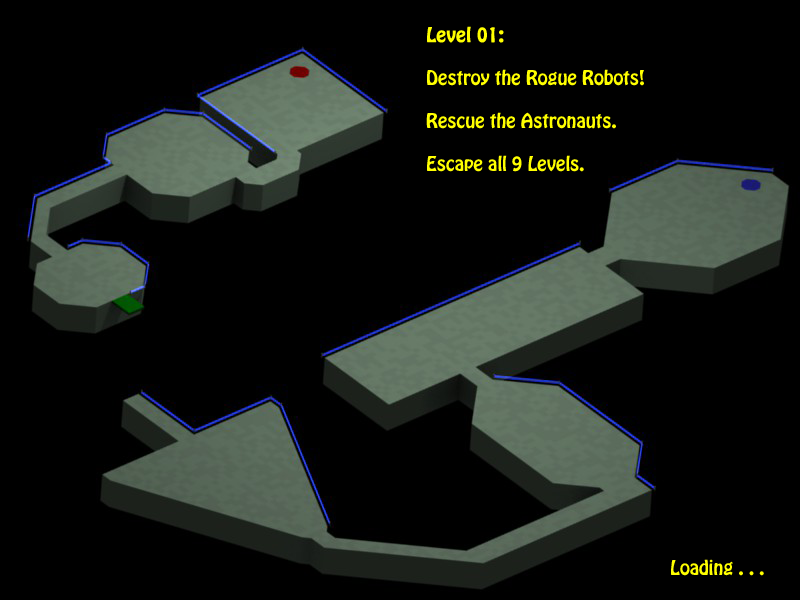 Level 01:
Destroy the Rogue Robots!
Rescue the Astronauts.
Escape all 9 Levels.
Loading . . .